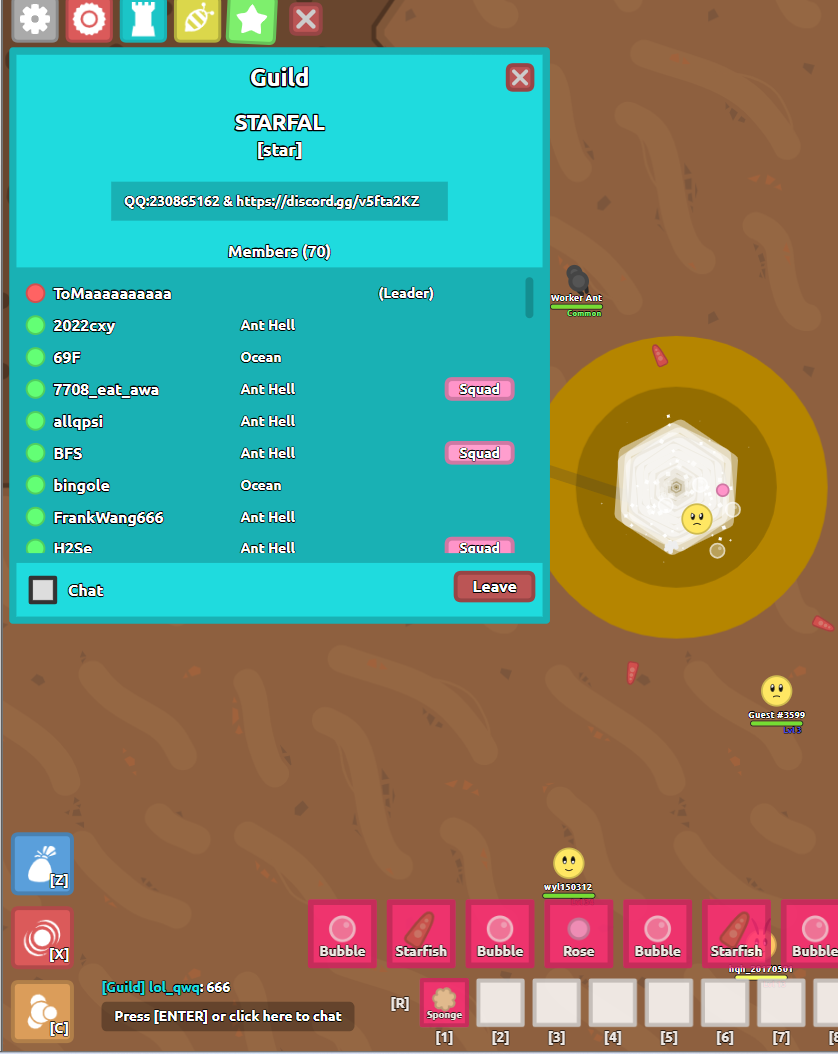 Guild
STARFAL
[star]
QQ:230865162 & https://discord.gg/v5fta2KZ
Members (70)
ToMaaaaaaaaaa (Leader)
2022cxy Ant Hell
69F Ocean
7708_eat_awa Ant Hell Squad
allqpsi Ant Hell
BFS Ant Hell Squad
bingole Ocean
FrankWang666 Ant Hell
H2Se Ant Hell Squad
Chat Leave
Worker Ant
Common
Guest #3599
wyl150312
[Z]
[X]
[C]
Bubble Starfish Bubble Rose Bubble Starfish Bubble
[Guild] lol_qwq: 666
Press [ENTER] or click here to chat
[R] Sponge
[1] [2] [3] [4] [5] [6] [7]